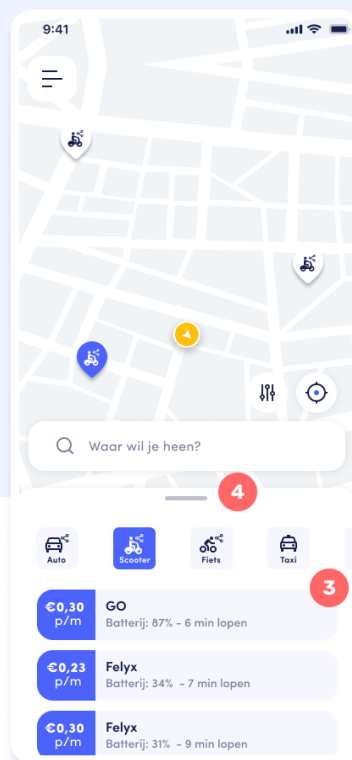 9:41
Waar wil je heen?
4
Auto
Scooter
Fiets
Taxi
3
€0,30
p/m
GO
Batterij: 87% - 6 min lopen
€0,23
p/m
Felyx
Batterij: 34% - 7 min lopen
€0,30
p/m
Felyx
Batterij: 31% - 9 min lopen